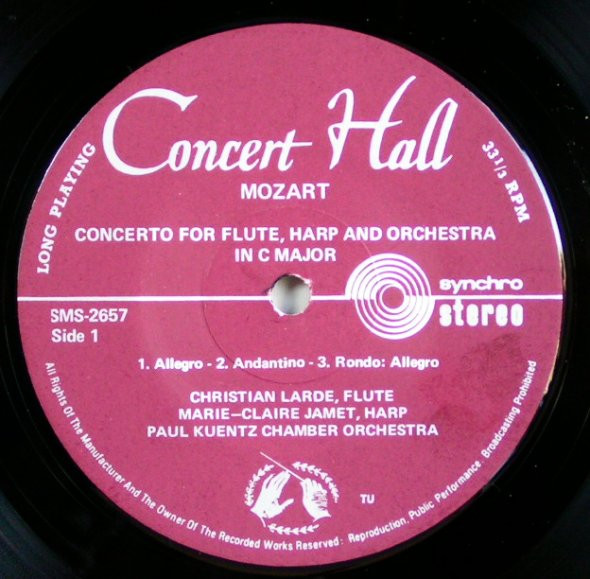 Concert Hall
LONG PLAYING
33 1/3 RPM
MOZART
CONCERTO FOR FLUTE, HARP AND ORCHESTRA
IN C MAJOR
synchro
stereo
SMS-2657
Side 1
1. Allegro - 2. Andantino - 3. Rondo: Allegro
CHRISTIAN LARDE, FLUTE
MARIE-CLAIRE JAMET, HARP
PAUL KUENTZ CHAMBER ORCHESTRA
TU
All Rights Of The Manufacturer And The Owner Of The Recorded Works Reserved: Reproduction, Public Performance, Broadcasting Prohibited